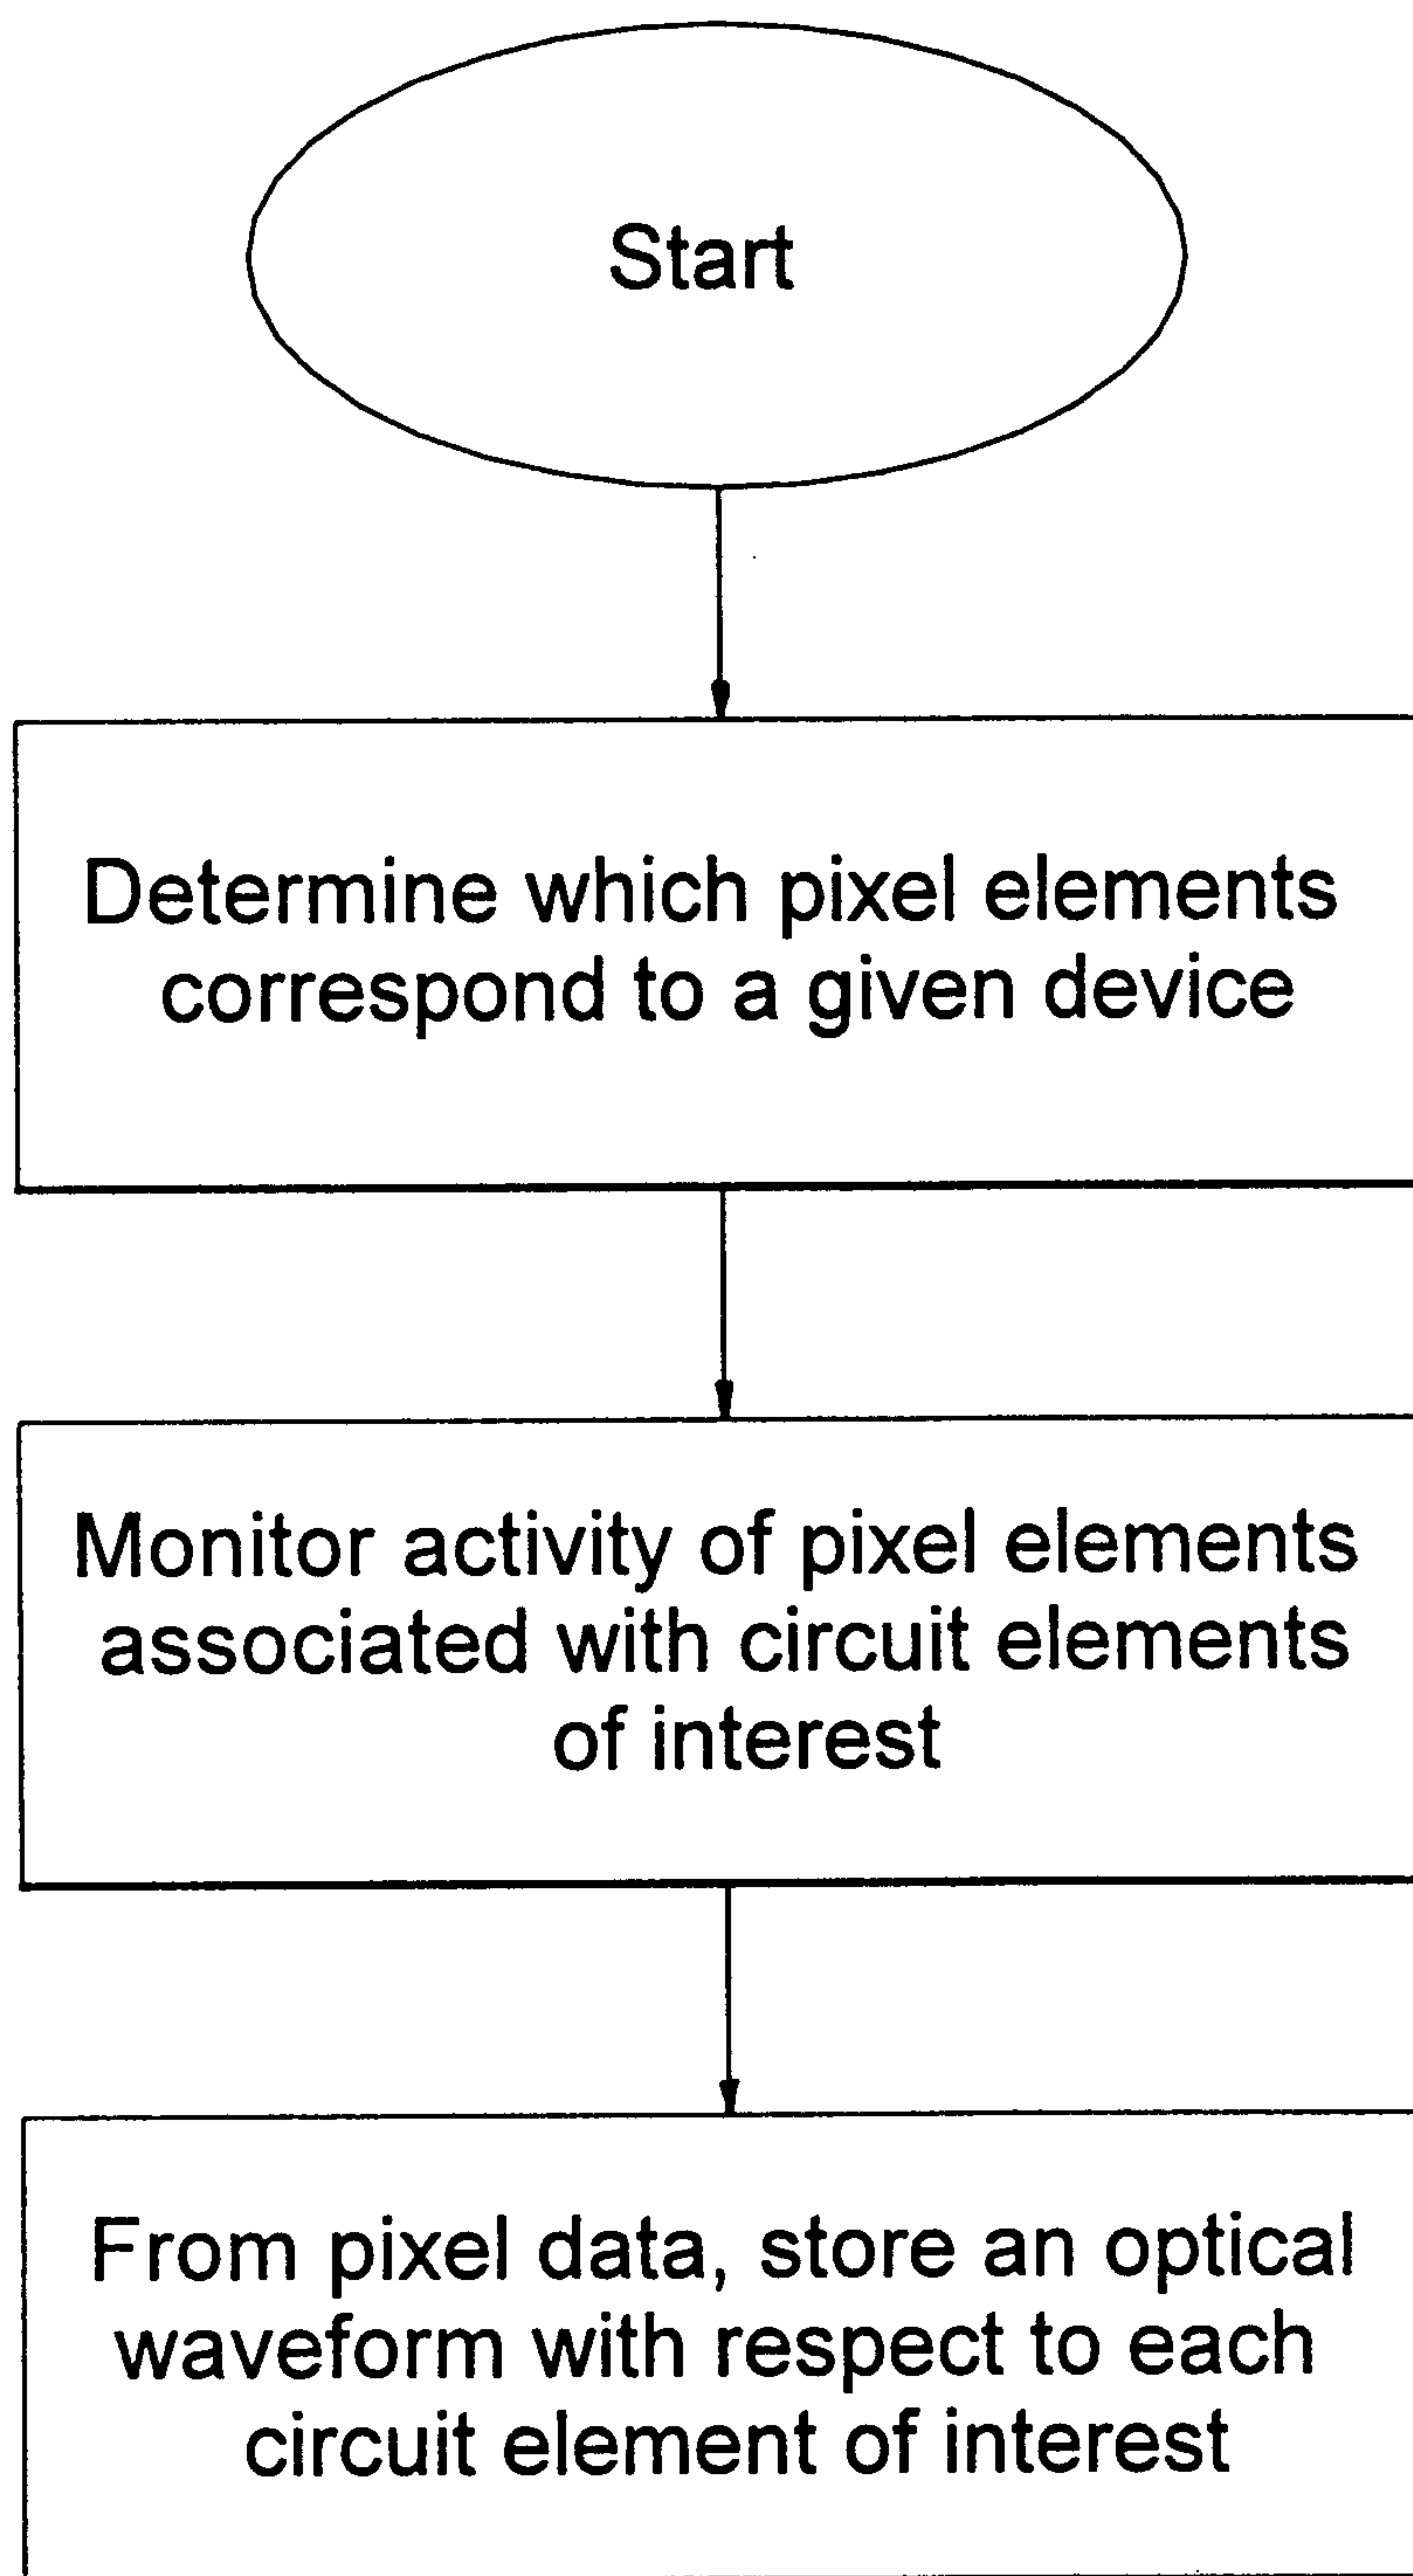 Start
Determine which pixel elements
correspond to a given device
Monitor activity of pixel elements
associated with circuit elements
of interest
From pixel data, store an optical
waveform with respect to each
circuit element of interest